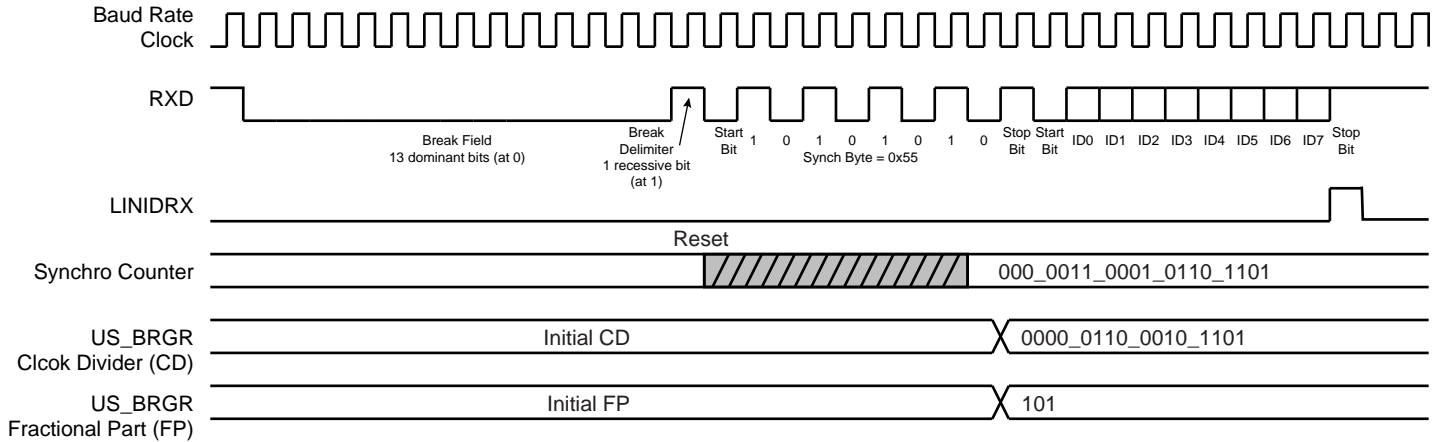 Baud Rate
Clock
RXD
Break Field
13 dominant bits (at 0)
Break
Delimiter
1 recessive bit
(at 1)
Start
Bit
1 0 1 0 1 0 1 0
Synch Byte = 0x55
Stop
Bit
Start
Bit
ID0 ID1 ID2 ID3 ID4 ID5 ID6 ID7
Stop
Bit
LINIDRX
Reset
Synchro Counter
000_0011_0001_0110_1101
US_BRGR
Clcok Divider (CD)
Initial CD
0000_0110_0010_1101
US_BRGR
Fractional Part (FP)
Initial FP
101